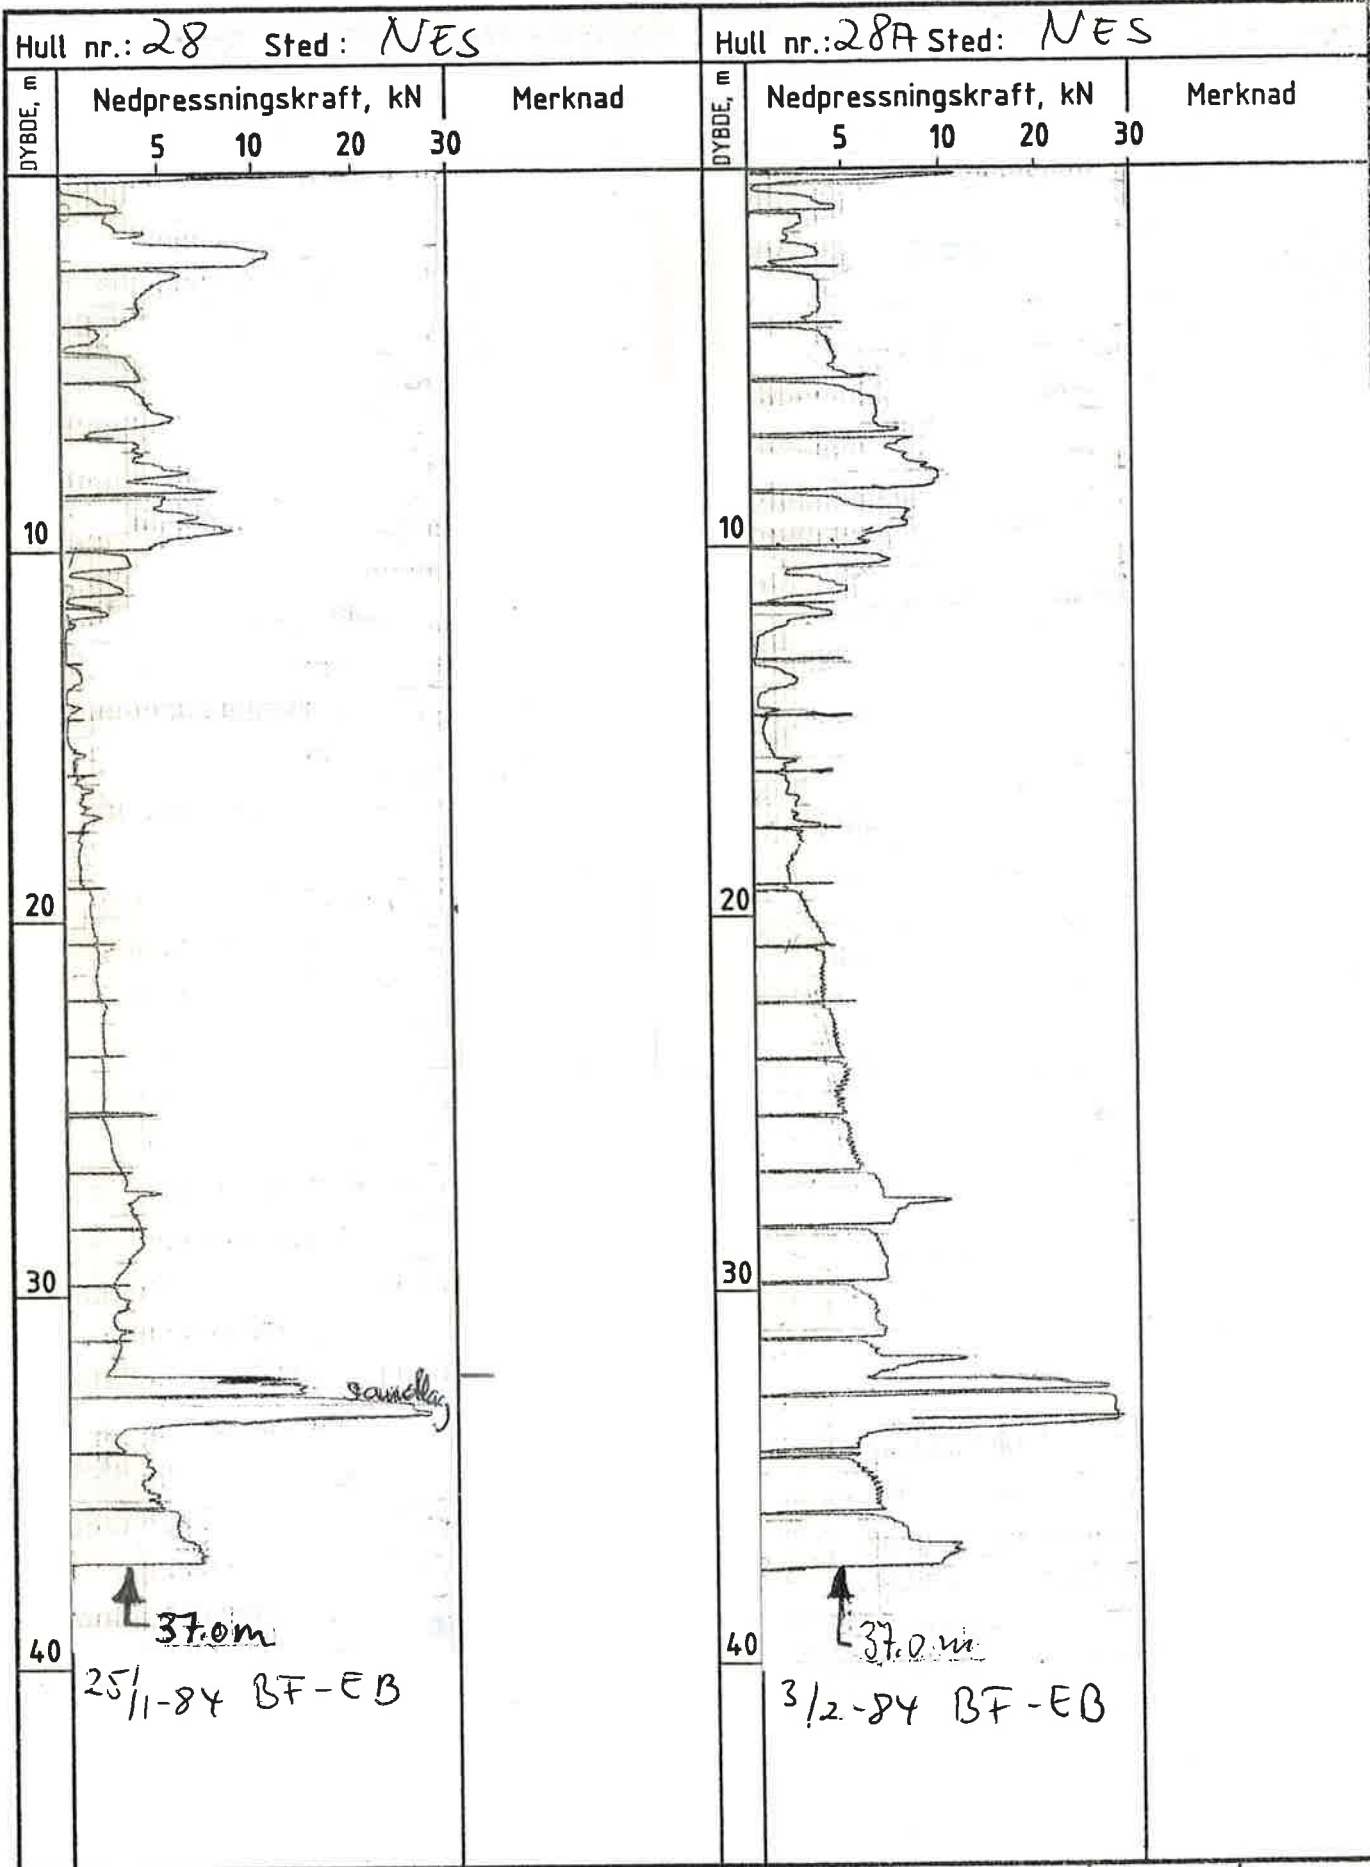 Hull nr.: 28 Sted: NES
DYBDE, m
Nedpressningskraft, kN
Merknad
5 10 20 30
10
20
30
sandlag
37.0m
40
25/1-84 BF-EB
Hull nr.: 28A Sted: NES
DYBDE, m
Nedpressningskraft, kN
Merknad
5 10 20 30
10
20
30
37.0 m
40
3/2-84 BF-EB